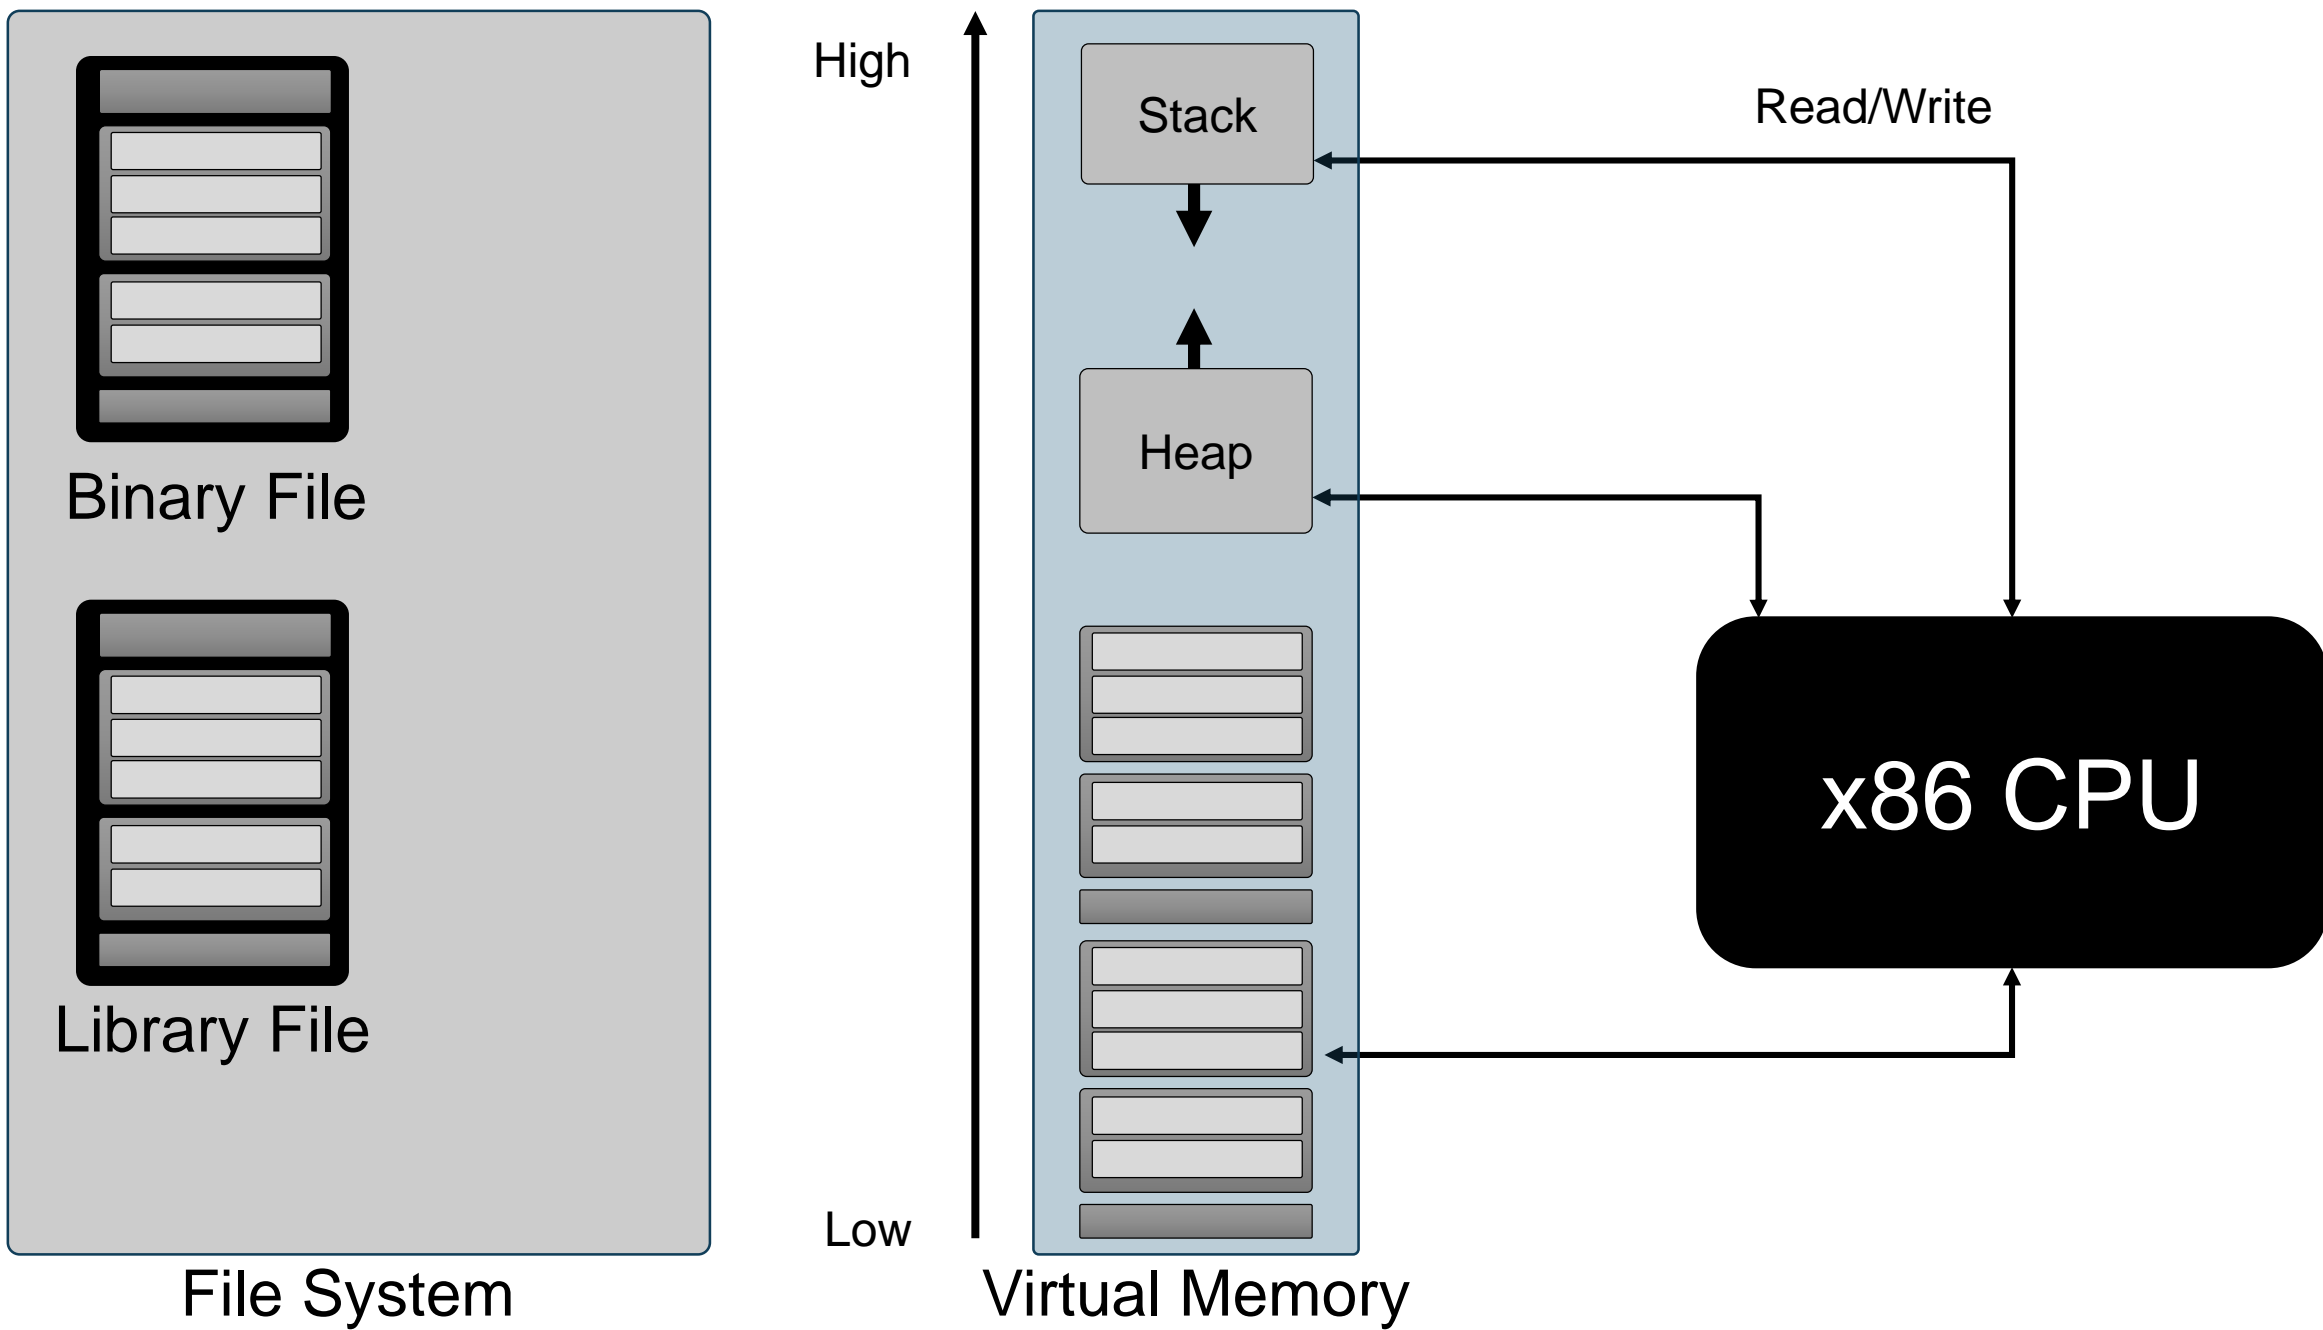 High
Stack
Read/Write
Heap
Binary File
x86 CPU
Library File
Low
File System
Virtual Memory